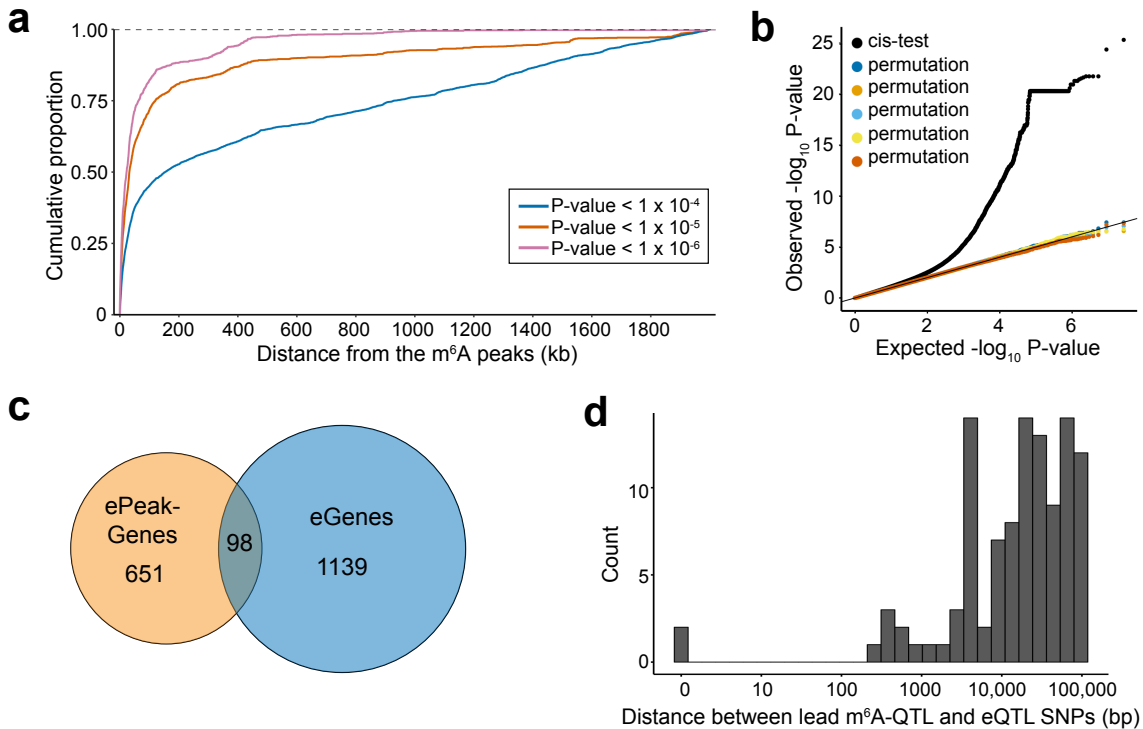 a
1.00
0.75
0.50
0.25
0
Cumulative proportion
P-value < 1 x 10⁻⁴
P-value < 1 x 10⁻⁵
P-value < 1 x 10⁻⁶
0 200 400 600 800 1000 1200 1400 1600 1800
Distance from the m⁶A peaks (kb)
b
25
20
15
10
5
0
Observed -log₁₀ P-value
cis-test
permutation
permutation
permutation
permutation
permutation
0 2 4 6
Expected -log₁₀ P-value
c
ePeak-
Genes
651
98
eGenes
1139
d
10
5
0
Count
0 10 100 1000 10,000 100,000
Distance between lead m⁶A-QTL and eQTL SNPs (bp)